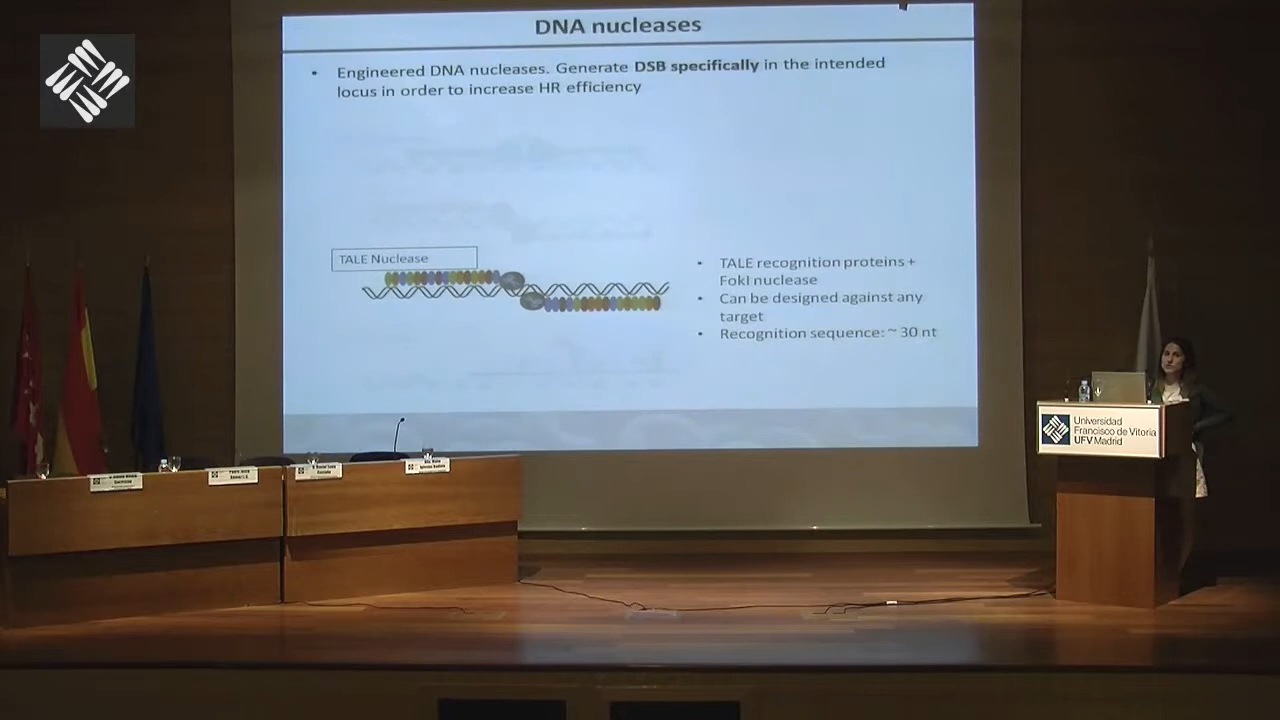 DNA nucleases
• Engineered DNA nucleases. Generate DSB specifically in the intended
locus in order to increase HR efficiency
TALE Nuclease
• TALE recognition proteins +
FokI nuclease
• Can be designed against any
target
• Recognition sequence: ~ 30 nt
Universidad
Francisco de Vitoria
UFV Madrid